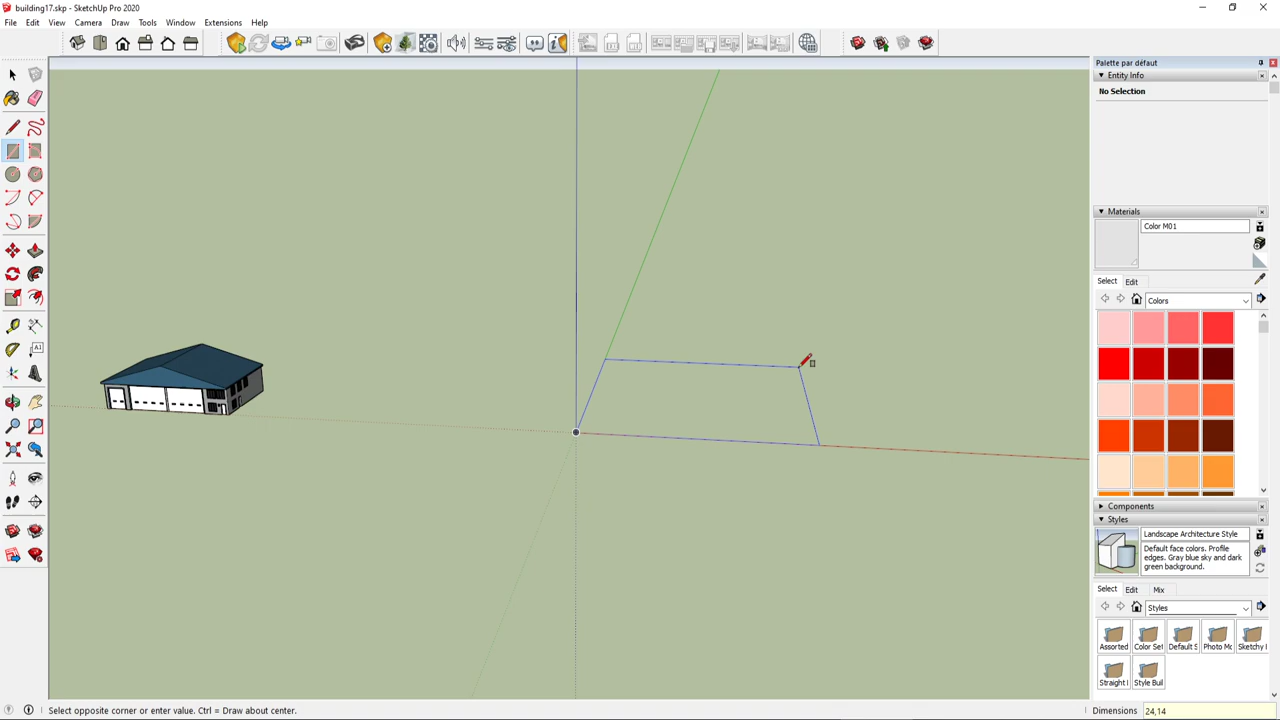 building17.skp - SketchUp Pro 2020
File Edit View Camera Draw Tools Window Extensions Help
Palette par défaut
Entity Info
No Selection
Materials
Color M01
Select Edit
Colors
Components
Styles
Landscape Architecture Style
Default face colors. Profile
edges. Gray blue sky and dark
green background.
Select Edit Mix
Styles
Assorted Color Set Default S Photo Mo Sketchy I
Straight I Style Buil
Select opposite corner or enter value. Ctrl = Draw about center.
Dimensions 24,14